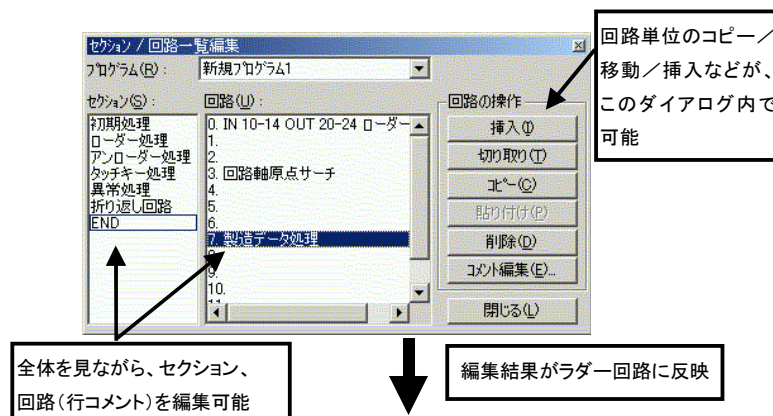 セクション / 回路一覧編集
プログラム(R) :
新規プログラム1
セクション(S) :
初期処理
ローダー処理
アンローダー処理
タッチキー処理
異常処理
折り返し回路
END
回路(U) :
0. IN 10-14 OUT 20-24 ローダー
1.
2.
3. 回路軸原点サーチ
4.
5.
6.
7. 製造データ処理
8.
9.
10.
11.
回路の操作
挿入(I)
切り取り(T)
コピー(C)
貼り付け(P)
削除(D)
コメント編集(E)...
閉じる(L)
回路単位のコピー／
移動／挿入などが、
このダイアログ内で
可能
全体を見ながら、セクション、
回路（行コメント）を編集可能
編集結果がラダー回路に反映